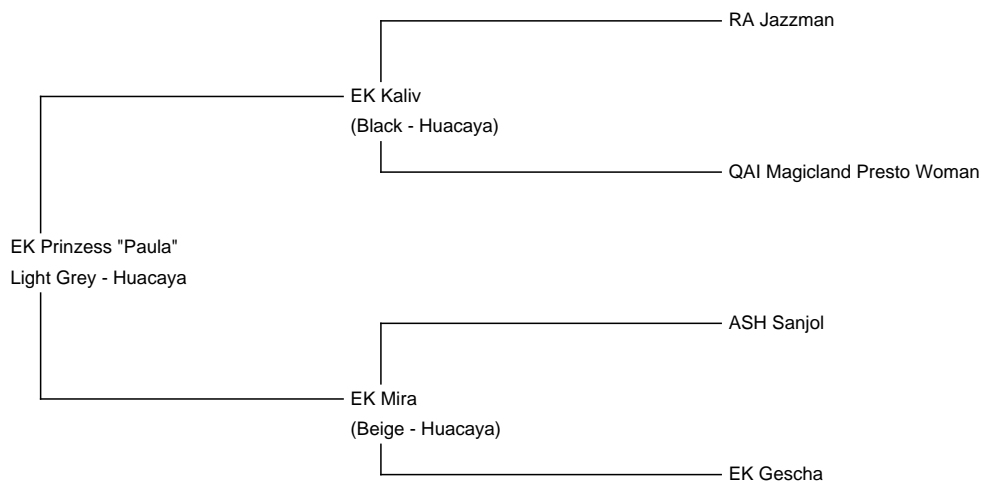 RA Jazzman
EK Kaliv
(Black - Huacaya)
QAI Magicland Presto Woman
EK Prinzess "Paula"
Light Grey - Huacaya
ASH Sanjol
EK Mira
(Beige - Huacaya)
EK Gescha